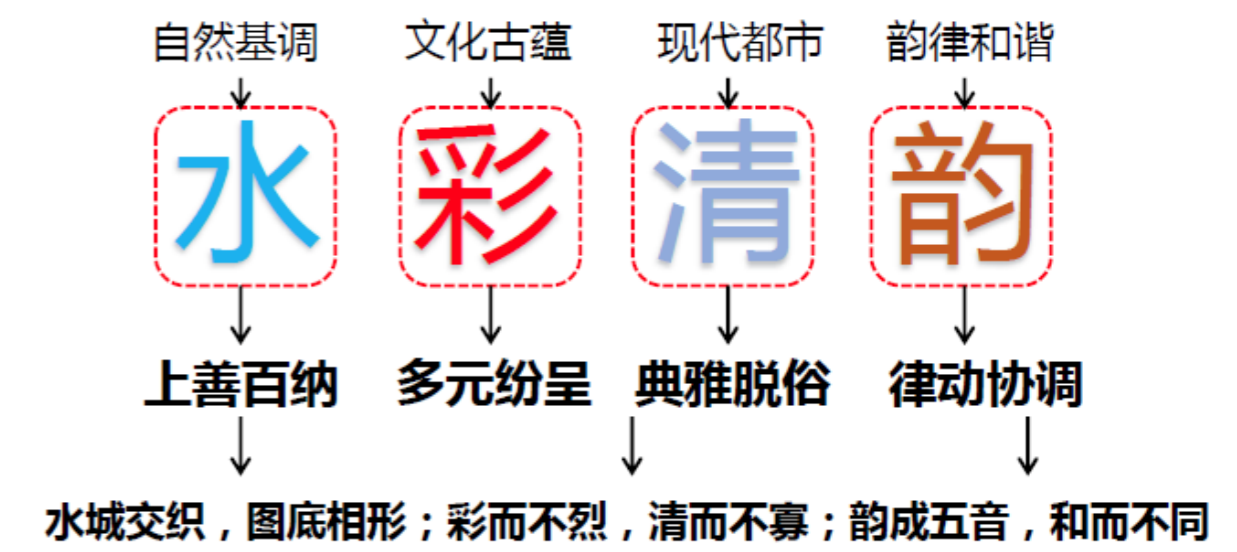 自然基调 文化古蕴 现代都市 韵律和谐
水 彩 清 韵
上善百纳 多元纷呈 典雅脱俗 律动协调
水城交织，图底相形；彩而不烈，清而不寡；韵成五音，和而不同